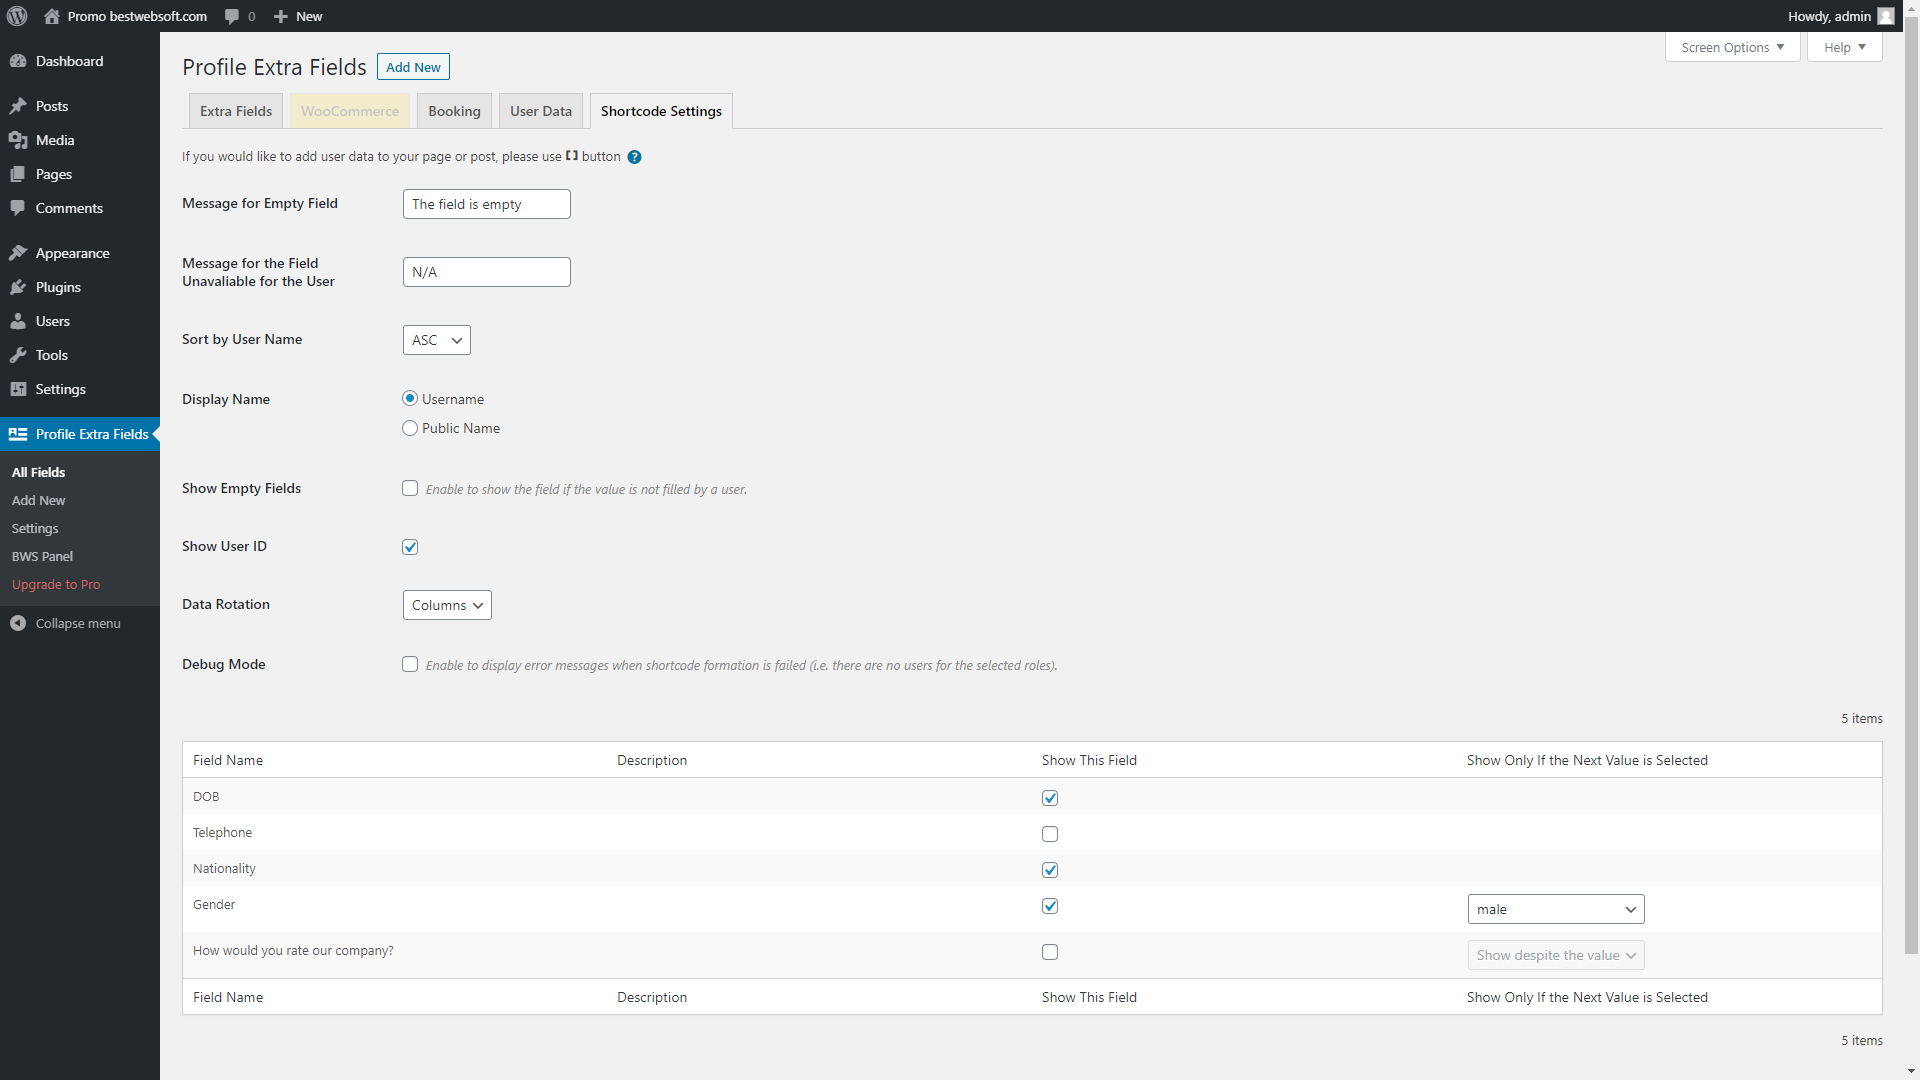 Promo bestwebsoft.com 0 New Howdy, admin
Dashboard
Posts
Media
Pages
Comments
Appearance
Plugins
Users
Tools
Settings
Profile Extra Fields
All Fields
Add New
Settings
BWS Panel
Upgrade to Pro
Collapse menu
Screen Options Help
Profile Extra Fields Add New
Extra Fields WooCommerce Booking User Data Shortcode Settings
If you would like to add user data to your page or post, please use button ?
Message for Empty Field The field is empty
Message for the Field
Unavaliable for the User N/A
Sort by User Name ASC
Display Name Username
Public Name
Show Empty Fields Enable to show the field if the value is not filled by a user.
Show User ID
Data Rotation Columns
Debug Mode Enable to display error messages when shortcode formation is failed (i.e. there are no users for the selected roles).
5 items
Field Name Description Show This Field Show Only If the Next Value is Selected
DOB
Telephone
Nationality
Gender male
How would you rate our company? Show despite the value
Field Name Description Show This Field Show Only If the Next Value is Selected
5 items